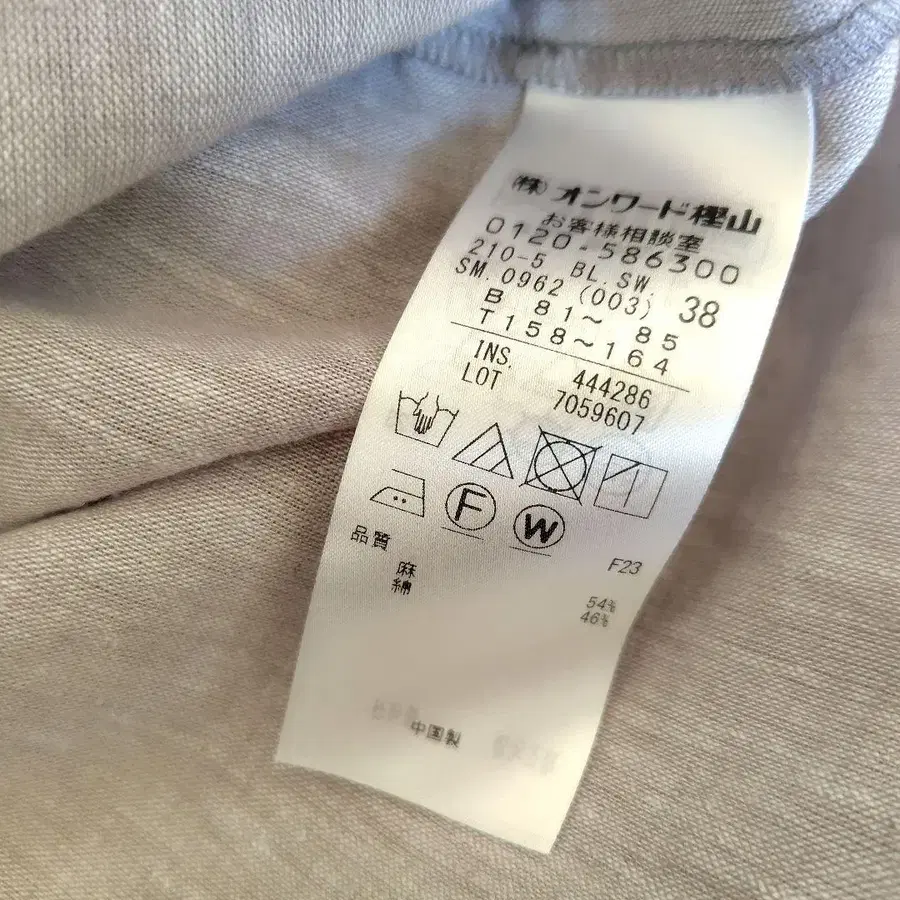 (株)オンワード樫山
お客様相談室
0120-586300
210-5 BL.SW.
SM.0962 (003) 38
B 81～ 85
T158～164
INS. 444286
LOT 7059607
F W
品質 F23
麻 54%
綿 46%
中国製